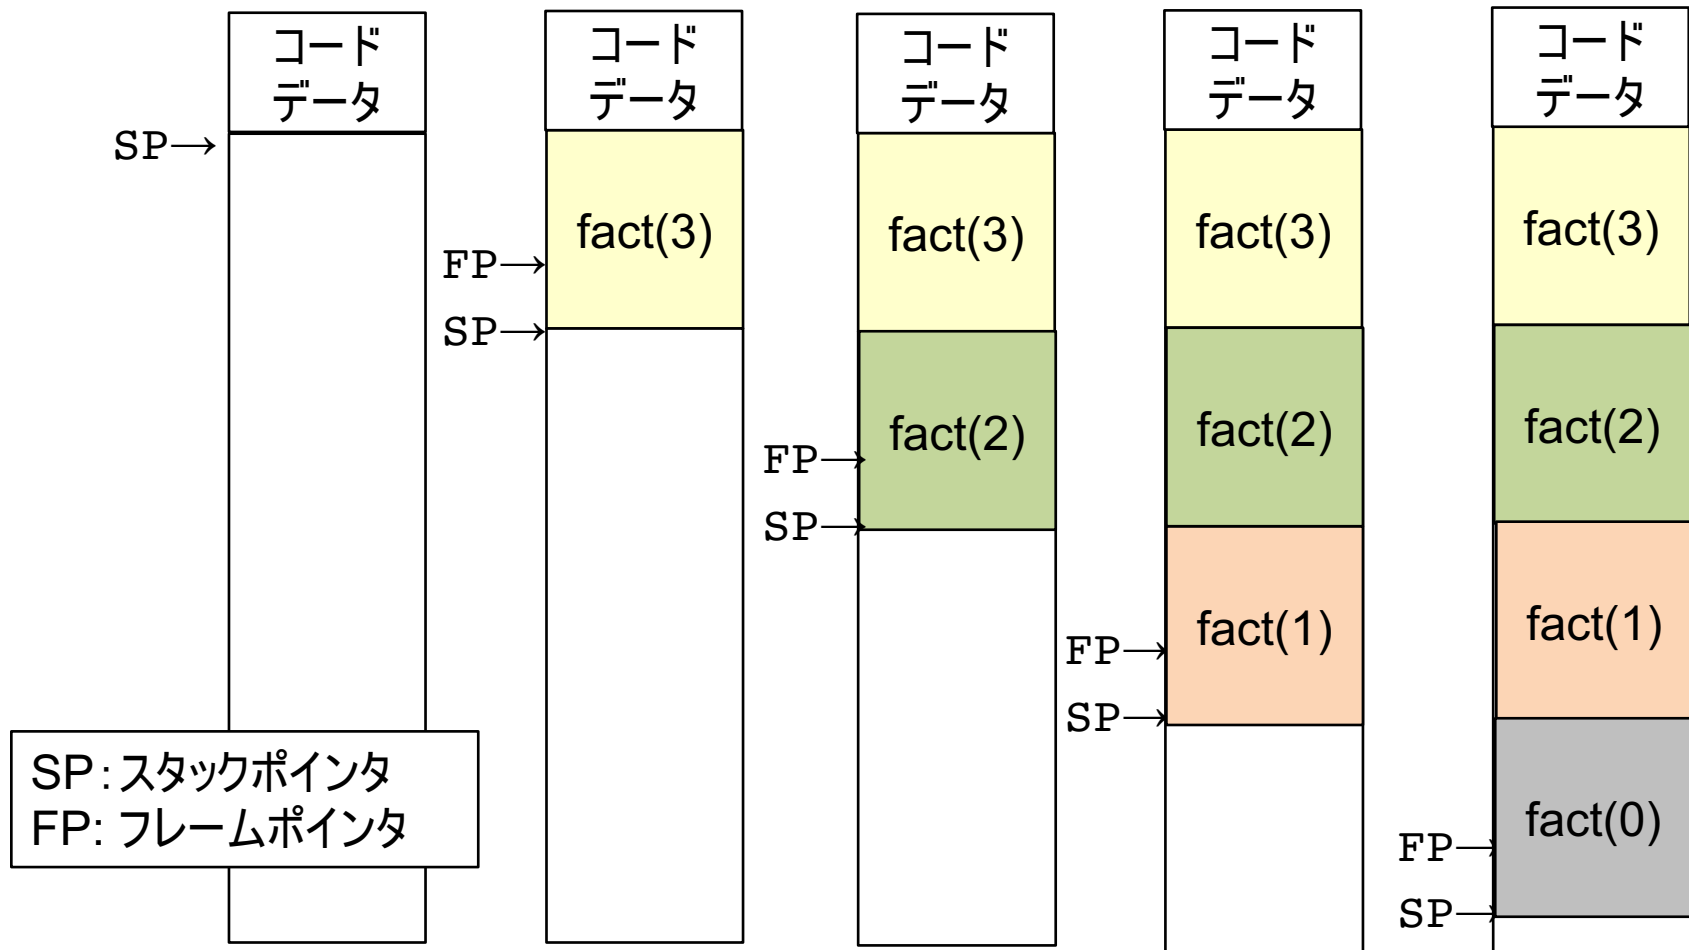 コード
データ
コード
データ
コード
データ
コード
データ
コード
データ
SP→
fact(3)
FP→
SP→
fact(3)
fact(2)
FP→
SP→
fact(3)
fact(2)
fact(1)
FP→
SP→
fact(3)
fact(2)
fact(1)
fact(0)
FP→
SP→
SP:スタックポインタ
FP: フレームポインタ